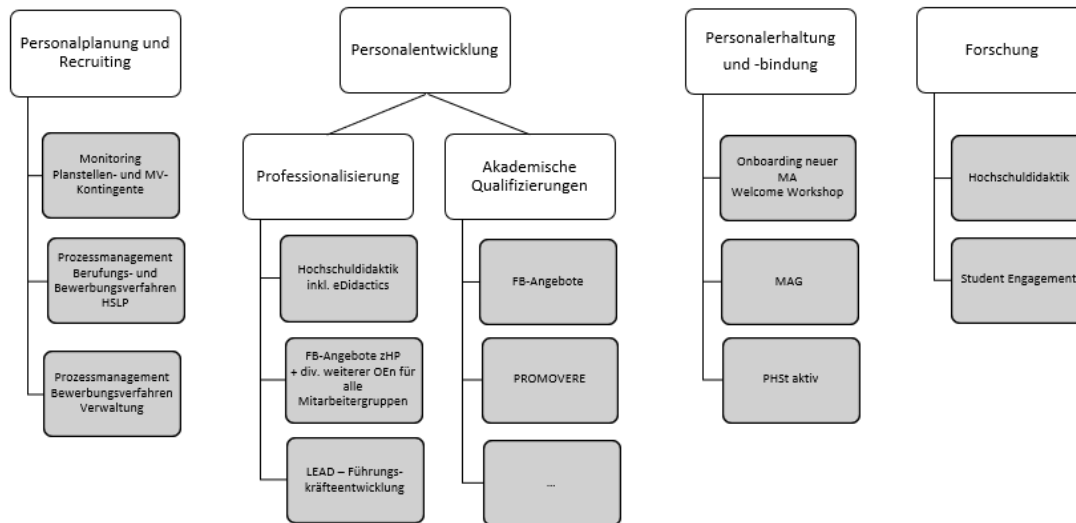 Personalplanung und
Recruiting
Monitoring
Planstellen- und MV-
Kontingente
Prozessmanagement
Berufungs- und
Bewerbungsverfahren
HSLP
Prozessmanagement
Bewerbungsverfahren
Verwaltung
Personalentwicklung
Professionalisierung
Hochschuldidaktik
inkl. eDidactics
FB-Angebote zHP
+ div. weiterer OEn für
alle
Mitarbeitergruppen
LEAD – Führungs-
kräfteentwicklung
Akademische
Qualifizierungen
FB-Angebote
PROMOVERE
...
Personalerhaltung
und -bindung
Onboarding neuer
MA
Welcome Workshop
MAG
PHSt aktiv
Forschung
Hochschuldidaktik
Student Engagement